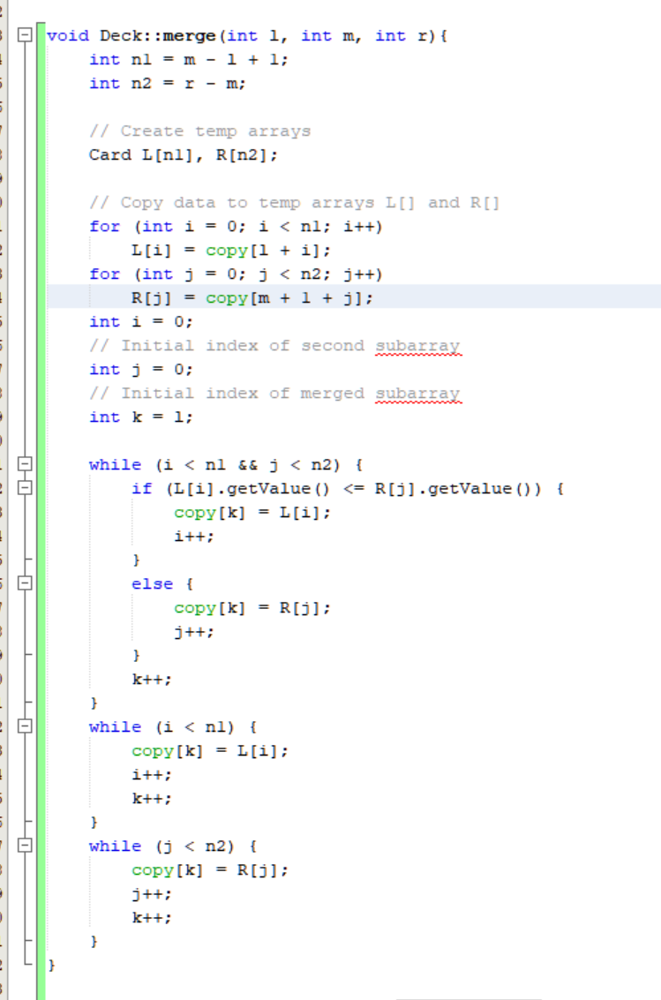 void Deck::merge(int l, int m, int r){
int n1 = m - l + 1;
int n2 = r - m;
// Create temp arrays
Card L[n1], R[n2];
// Copy data to temp arrays L[] and R[]
for (int i = 0; i < n1; i++)
L[i] = copy[l + i];
for (int j = 0; j < n2; j++)
R[j] = copy[m + 1 + j];
int i = 0;
// Initial index of second subarray
int j = 0;
// Initial index of merged subarray
int k = l;
while (i < n1 && j < n2) {
if (L[i].getValue() <= R[j].getValue()) {
copy[k] = L[i];
i++;
}
else {
copy[k] = R[j];
j++;
}
k++;
}
while (i < n1) {
copy[k] = L[i];
i++;
k++;
}
while (j < n2) {
copy[k] = R[j];
j++;
k++;
}
}